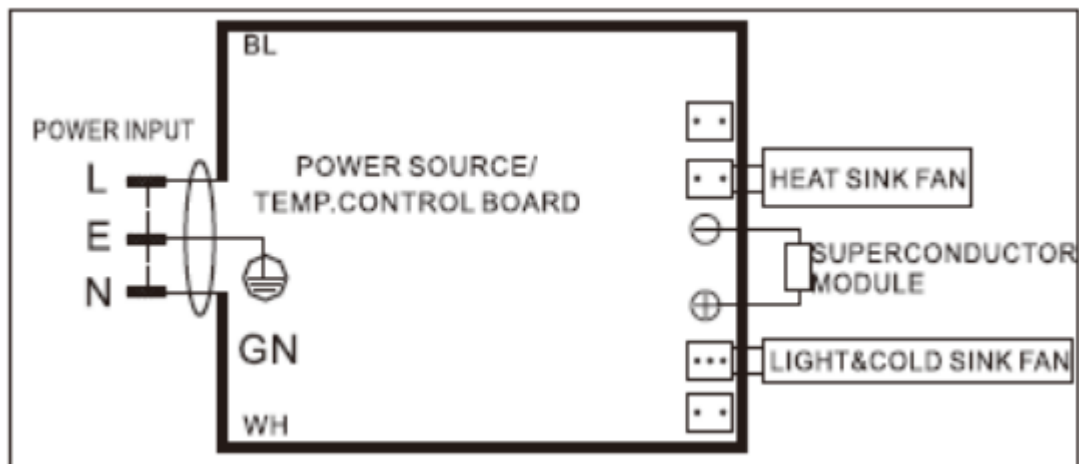 BL
POWER INPUT
L
E
N
POWER SOURCE/
TEMP.CONTROL BOARD
GN
WH
HEAT SINK FAN
SUPERCONDUCTOR
MODULE
LIGHT&COLD SINK FAN